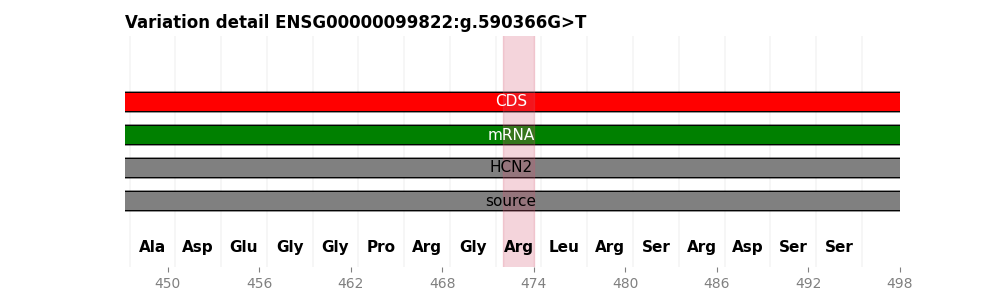 Variation detail ENSG00000099822:g.590366G>T
CDS
mRNA
HCN2
source
Ala Asp Glu Gly Gly Pro Arg Gly Arg Leu Arg Ser Arg Asp Ser Ser
450 456 462 468 474 480 486 492 498